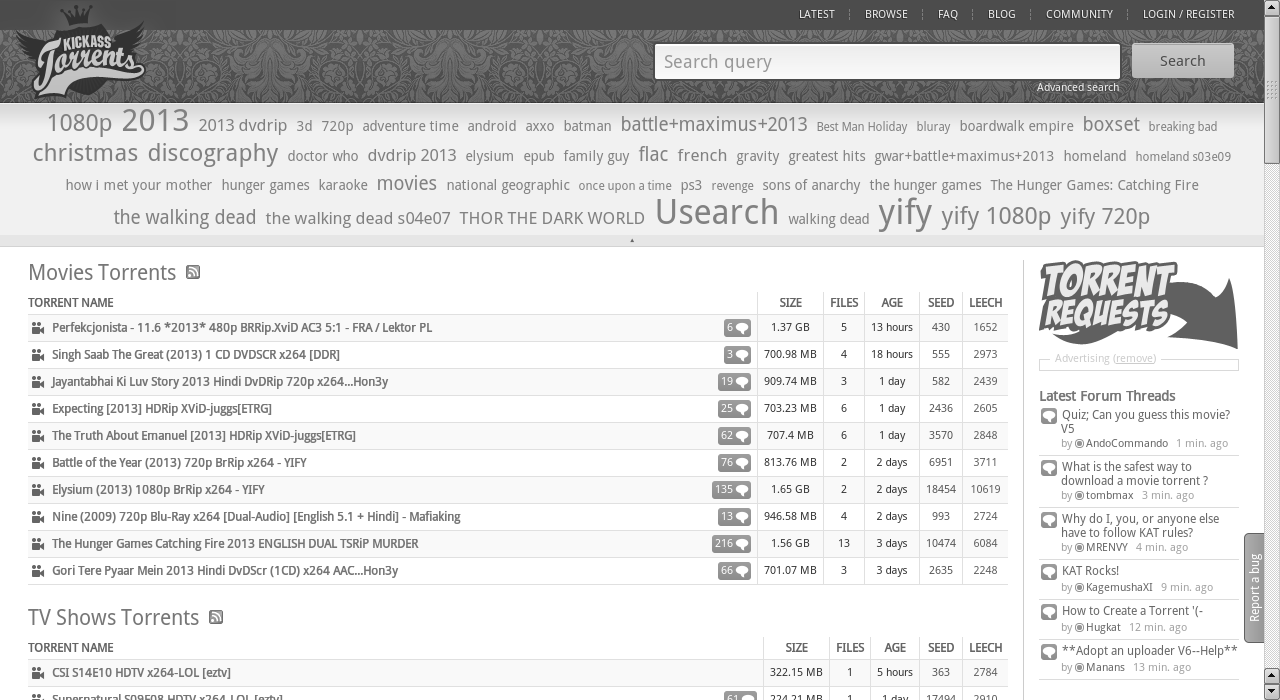 LATEST BROWSE FAQ BLOG COMMUNITY LOGIN / REGISTER
KICKASS
Torrents
Search query Search
Advanced search
1080p 2013 2013 dvdrip 3d 720p adventure time android axxo batman battle+maximus+2013 Best Man Holiday bluray boardwalk empire boxset breaking bad
christmas discography doctor who dvdrip 2013 elysium epub family guy flac french gravity greatest hits gwar+battle+maximus+2013 homeland homeland s03e09
how i met your mother hunger games karaoke movies national geographic once upon a time ps3 revenge sons of anarchy the hunger games The Hunger Games: Catching Fire
the walking dead the walking dead s04e07 THOR THE DARK WORLD Usearch walking dead yify yify 1080p yify 720p
Movies Torrents
TORRENT NAME SIZE FILES AGE SEED LEECH
Perfekcjonista - 11.6 *2013* 480p BRRip.XviD AC3 5:1 - FRA / Lektor PL 6 1.37 GB 5 13 hours 430 1652
Singh Saab The Great (2013) 1 CD DVDSCR x264 [DDR] 3 700.98 MB 4 18 hours 555 2973
Jayantabhai Ki Luv Story 2013 Hindi DvDRip 720p x264...Hon3y 19 909.74 MB 3 1 day 582 2439
Expecting [2013] HDRip XViD-juggs[ETRG] 25 703.23 MB 6 1 day 2436 2605
The Truth About Emanuel [2013] HDRip XViD-juggs[ETRG] 62 707.4 MB 6 1 day 3570 2848
Battle of the Year (2013) 720p BrRip x264 - YIFY 76 813.76 MB 2 2 days 6951 3711
Elysium (2013) 1080p BrRip x264 - YIFY 135 1.65 GB 2 2 days 18454 10619
Nine (2009) 720p Blu-Ray x264 [Dual-Audio] [English 5.1 + Hindi] - Mafiaking 13 946.58 MB 4 2 days 993 2724
The Hunger Games Catching Fire 2013 ENGLISH DUAL TSRiP MURDER 216 1.56 GB 13 3 days 10474 6084
Gori Tere Pyaar Mein 2013 Hindi DvDScr (1CD) x264 AAC...Hon3y 66 701.07 MB 3 3 days 2635 2248
TV Shows Torrents
TORRENT NAME SIZE FILES AGE SEED LEECH
CSI S14E10 HDTV x264-LOL [eztv] 322.15 MB 1 5 hours 363 2784
Supernatural S09E08 HDTV x264-LOL [eztv] 61 224.21 MB 1 1 day 17494 2910
TORRENT
REQUESTS
Advertising (remove)
Latest Forum Threads
Quiz; Can you guess this movie?
V5
by AndoCommando 1 min. ago
What is the safest way to
download a movie torrent ?
by tombmax 3 min. ago
Why do I, you, or anyone else
have to follow KAT rules?
by MRENVY 4 min. ago
KAT Rocks!
by KagemushaXI 9 min. ago
How to Create a Torrent '(-
by Hugkat 12 min. ago
**Adopt an uploader V6--Help**
by Manans 13 min. ago
Report a bug